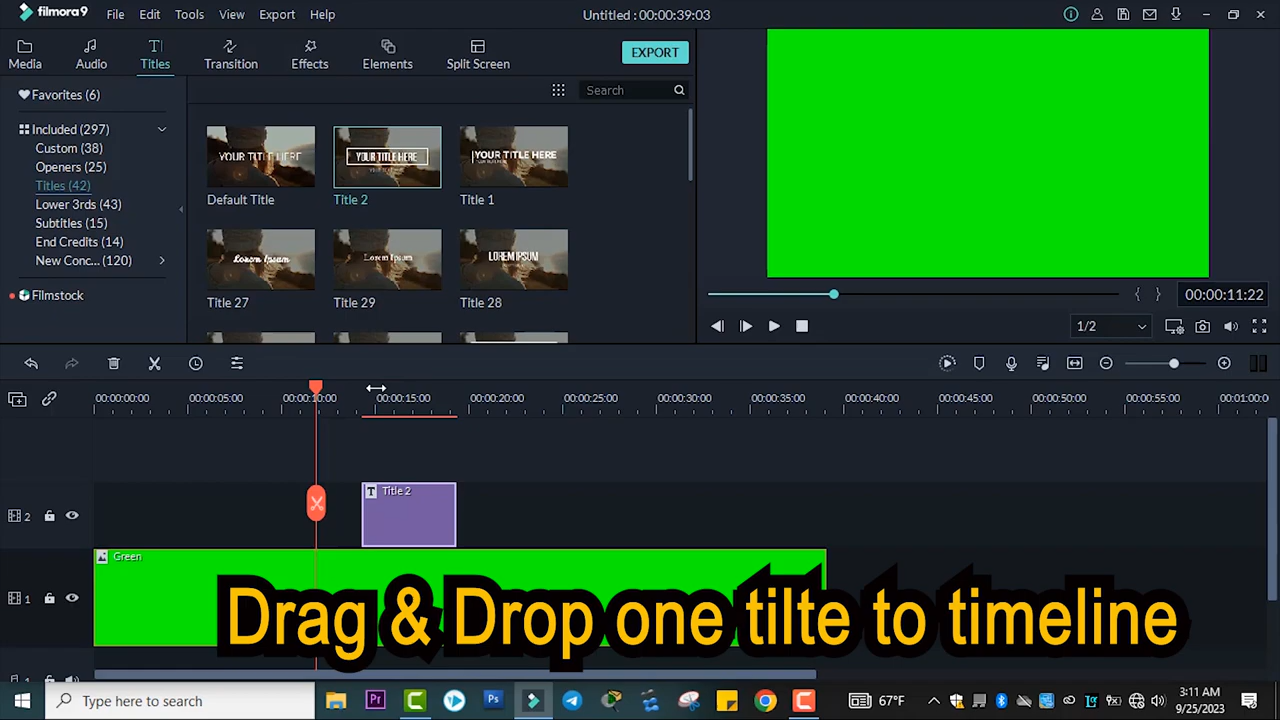 filmora9
File
Edit
Tools
View
Export
Help
Untitled : 00:00:39:03
Media
Audio
Titles
Transition
Effects
Elements
Split Screen
EXPORT
Favorites (6)
Included (297)
Custom (38)
Openers (25)
Titles (42)
Lower 3rds (43)
Subtitles (15)
End Credits (14)
New Conc... (120)
Filmstock
Search
YOUR TITLE HERE
YOUR TITLE HERE
YOUR TITLE HERE
Default Title
Title 2
Title 1
Lorem Ipsum
Lorem Ipsum
LOREM IPSUM
Title 27
Title 29
Title 28
00:00:11:22
1/2
00:00:00:00
00:00:05:00
00:00:10:00
00:00:15:00
00:00:20:00
00:00:25:00
00:00:30:00
00:00:35:00
00:00:40:00
00:00:45:00
00:00:50:00
00:00:55:00
00:01:00:0
2
T Title 2
1
Green
Drag & Drop one tilte to timeline
Type here to search
Pr
Ps
67°F
3:11 AM
9/25/2023